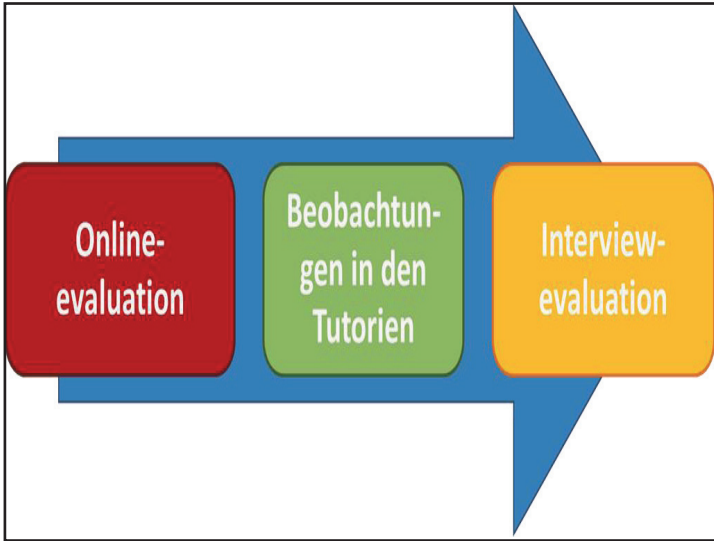 Online-
evaluation
Beobachtun-
gen in den
Tutorien
Interview-
evaluation